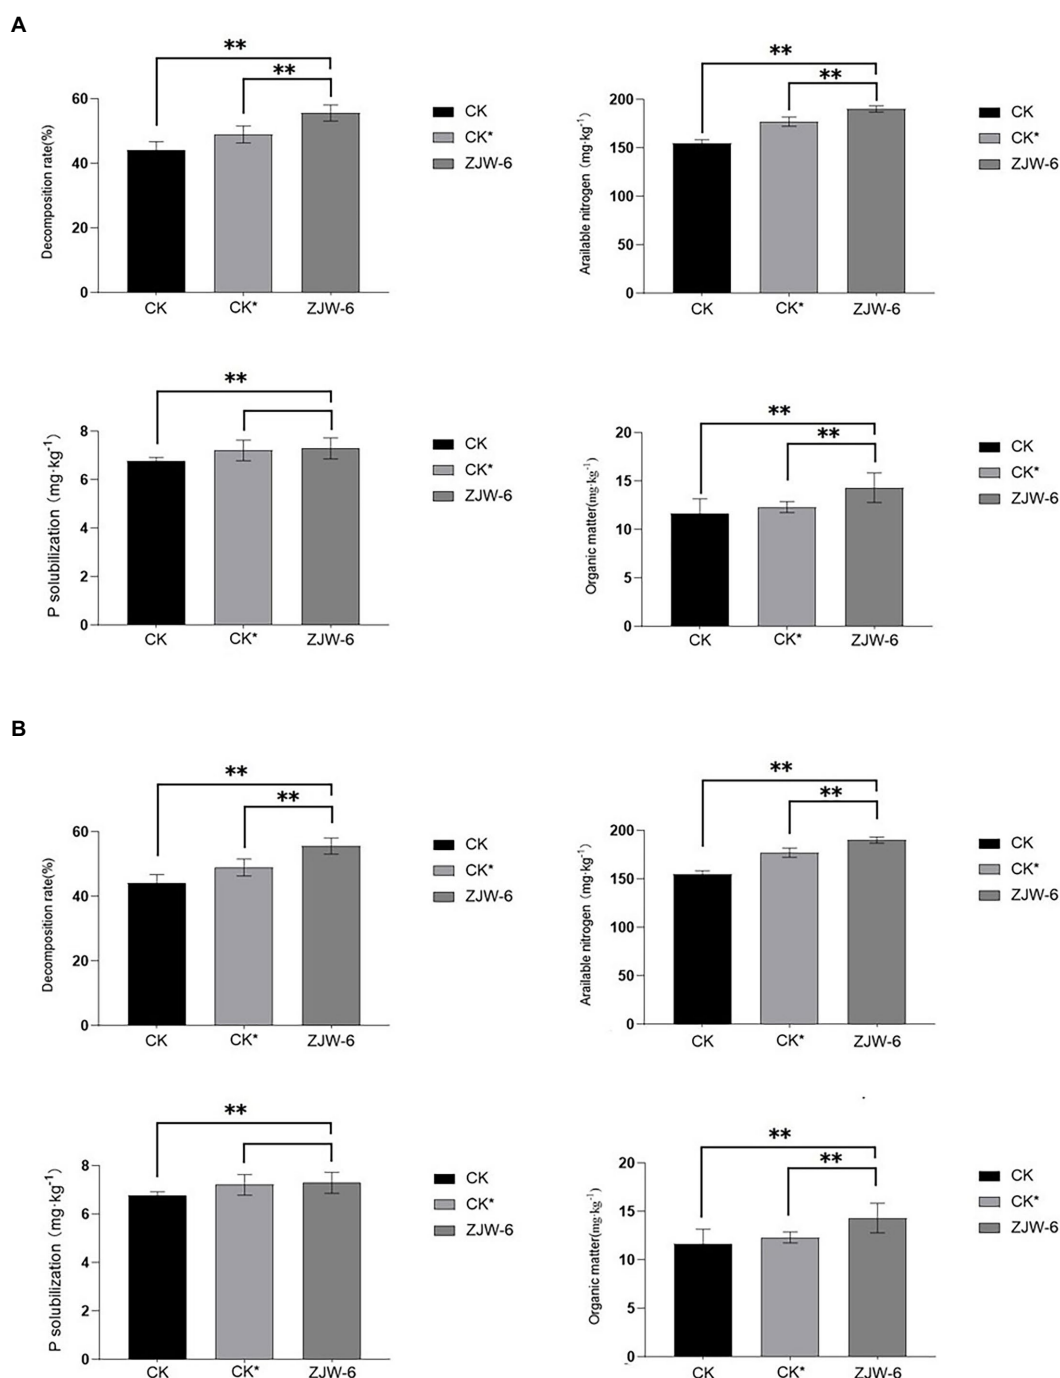 A
**
**
60
40
20
0
Decomposition rate(%)
CK
CK*
ZJW-6
CK
CK*
ZJW-6
**
**
200
150
100
50
0
Arailable nitrogen (mg·kg⁻¹)
CK
CK*
ZJW-6
CK
CK*
ZJW-6
**
8
6
4
2
0
P solubilization (mg·kg⁻¹)
CK
CK*
ZJW-6
CK
CK*
ZJW-6
**
**
20
15
10
5
0
Organic matter(mg·kg⁻¹)
CK
CK*
ZJW-6
CK
CK*
ZJW-6
B
**
**
60
40
20
0
Decomposition rate(%)
CK
CK*
ZJW-6
CK
CK*
ZJW-6
**
**
200
150
100
50
0
Arailable nitrogen (mg·kg⁻¹)
CK
CK*
ZJW-6
CK
CK*
ZJW-6
**
8
6
4
2
0
P solubilization (mg·kg⁻¹)
CK
CK*
ZJW-6
CK
CK*
ZJW-6
**
**
20
15
10
5
0
Organic matter(mg·kg⁻¹)
CK
CK*
ZJW-6
CK
CK*
ZJW-6